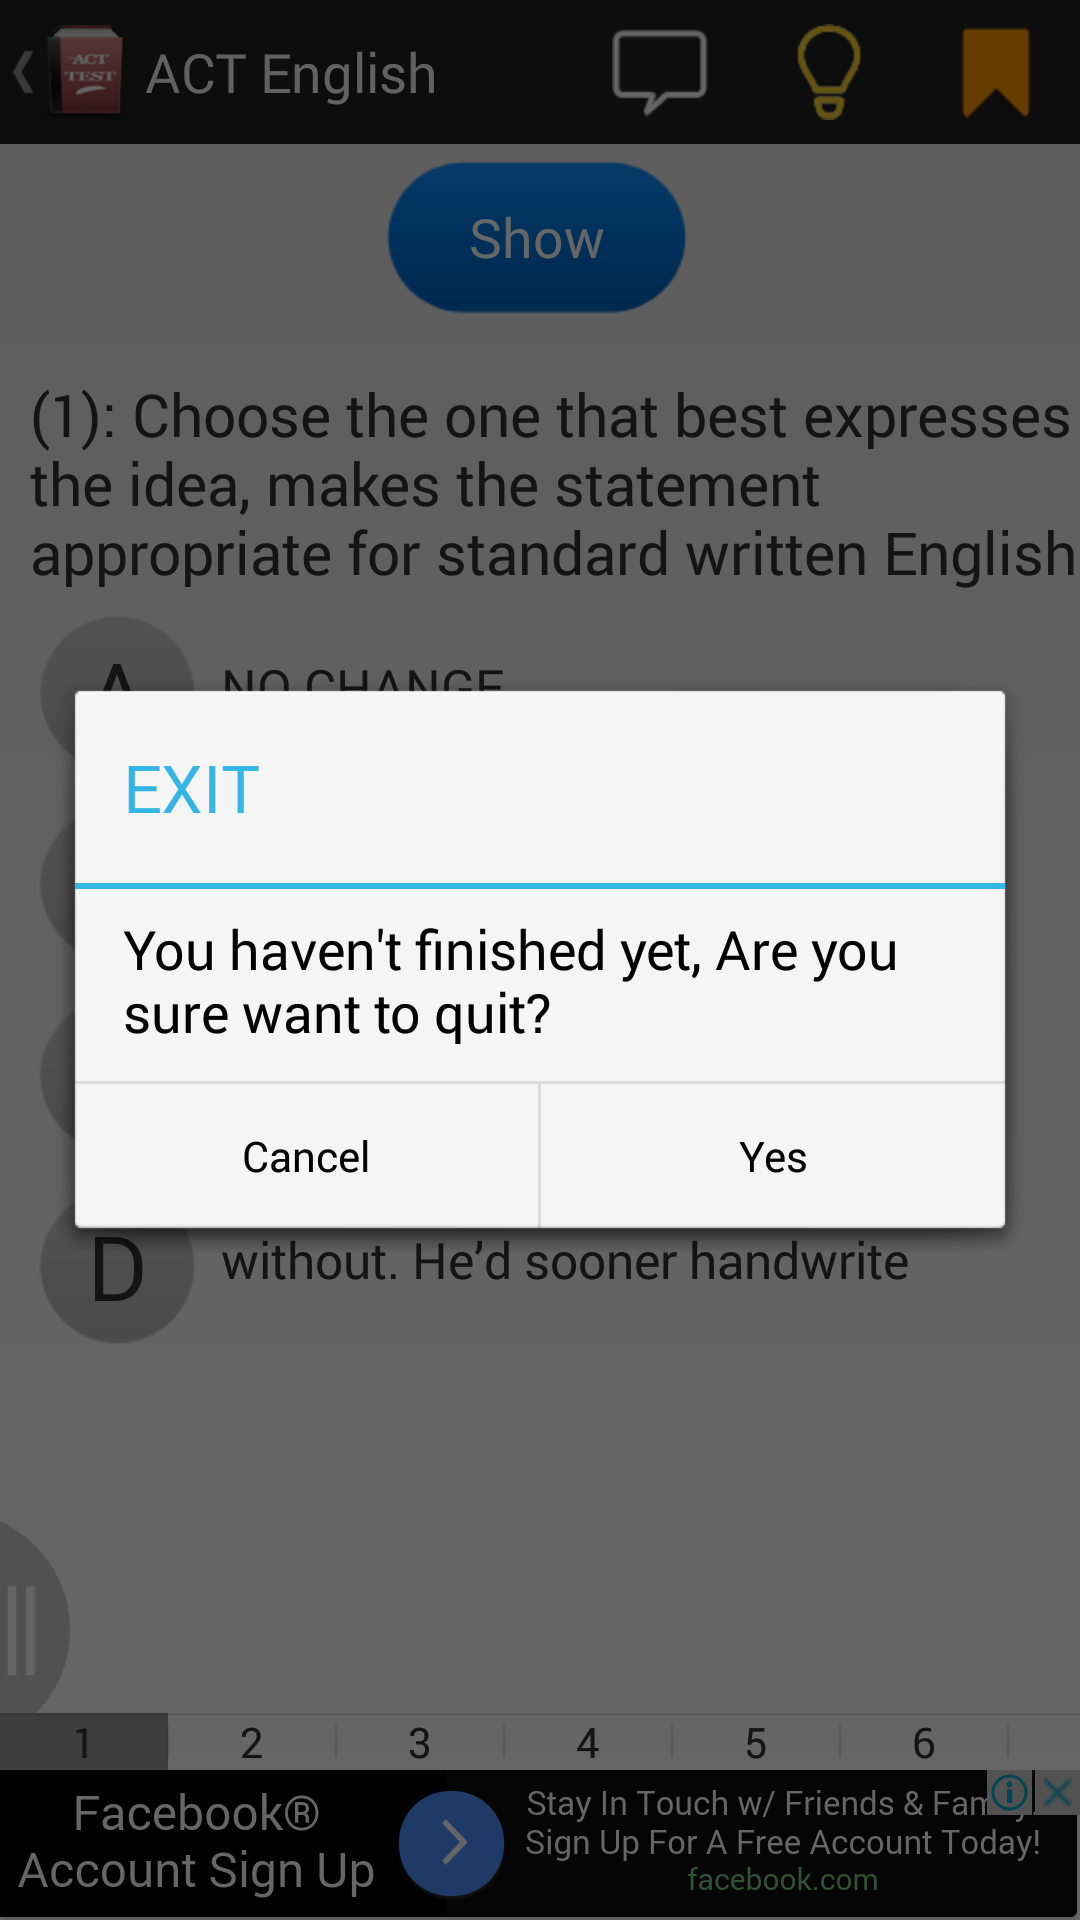 ACT
TEST
ACT English
Show
(1): Choose the one that best expresses
the idea, makes the statement
appropriate for standard written English
A
NO CHANGE
EXIT
You haven't finished yet, Are you
sure want to quit?
Cancel
Yes
D
without. He’d sooner handwrite
1
2
3
4
5
6
Facebook®
Account Sign Up
Stay In Touch w/ Friends &
Sign Up For A Free Account Today!
facebook.com